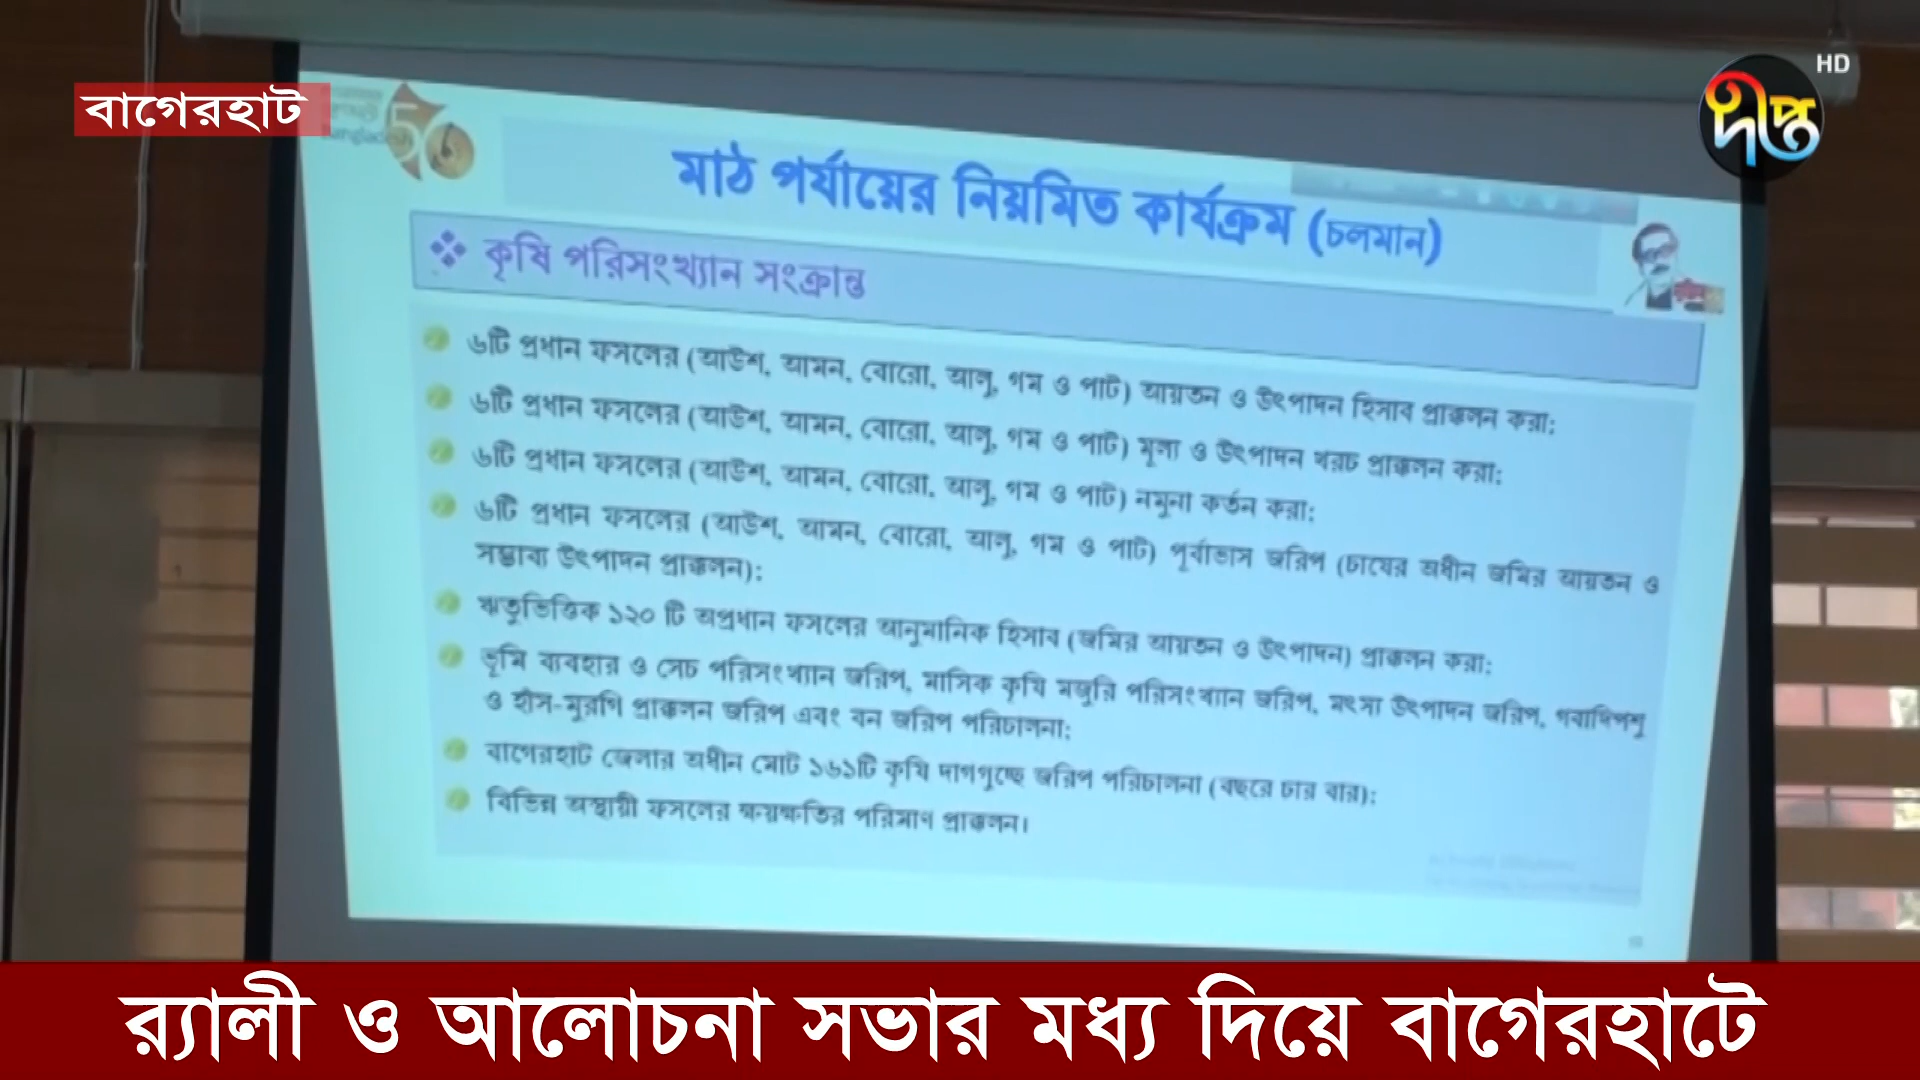 বাগেরহাট
HD
দীপ্ত
50
মাঠ পর্যায়ের নিয়মিত কার্যক্রম (চলমান)
কৃষি পরিসংখ্যান সংক্রান্ত
৬টি প্রধান ফসলের (আউশ, আমন, বোরো, আলু, গম ও পাট) আয়তন ও উৎপাদন হিসাব প্রাক্কলন করা;
৬টি প্রধান ফসলের (আউশ, আমন, বোরো, আলু, গম ও পাট) মূল্য ও উৎপাদন খরচ প্রাক্কলন করা;
৬টি প্রধান ফসলের (আউশ, আমন, বোরো, আলু, গম ও পাট) নমুনা কর্তন করা;
৬টি প্রধান ফসলের (আউশ, আমন, বোরো, আলু, গম ও পাট) পূর্বাভাস জরিপ (চাষের অধীন জমির আয়তন ও
সম্ভাব্য উৎপাদন প্রাক্কলন);
ঋতুভিত্তিক ১২০ টি অপ্রধান ফসলের আনুমানিক হিসাব (জমির আয়তন ও উৎপাদন) প্রাক্কলন করা;
ভূমি ব্যবহার ও সেচ পরিসংখ্যান জরিপ, মাসিক কৃষি মজুরি পরিসংখ্যান জরিপ, মৎস্য উৎপাদন জরিপ, গবাদিপশু
ও হাঁস-মুরগি প্রাক্কলন জরিপ এবং বন জরিপ পরিচালনা;
বাগেরহাট জেলার অধীন মোট ১৬১টি কৃষি দাগগুচ্ছে জরিপ পরিচালনা (বছরে চার বার);
বিভিন্ন অস্থায়ী ফসলের ক্ষয়ক্ষতির পরিমাণ প্রাক্কলন।
র‍্যালী ও আলোচনা সভার মধ্য দিয়ে বাগেরহাটে